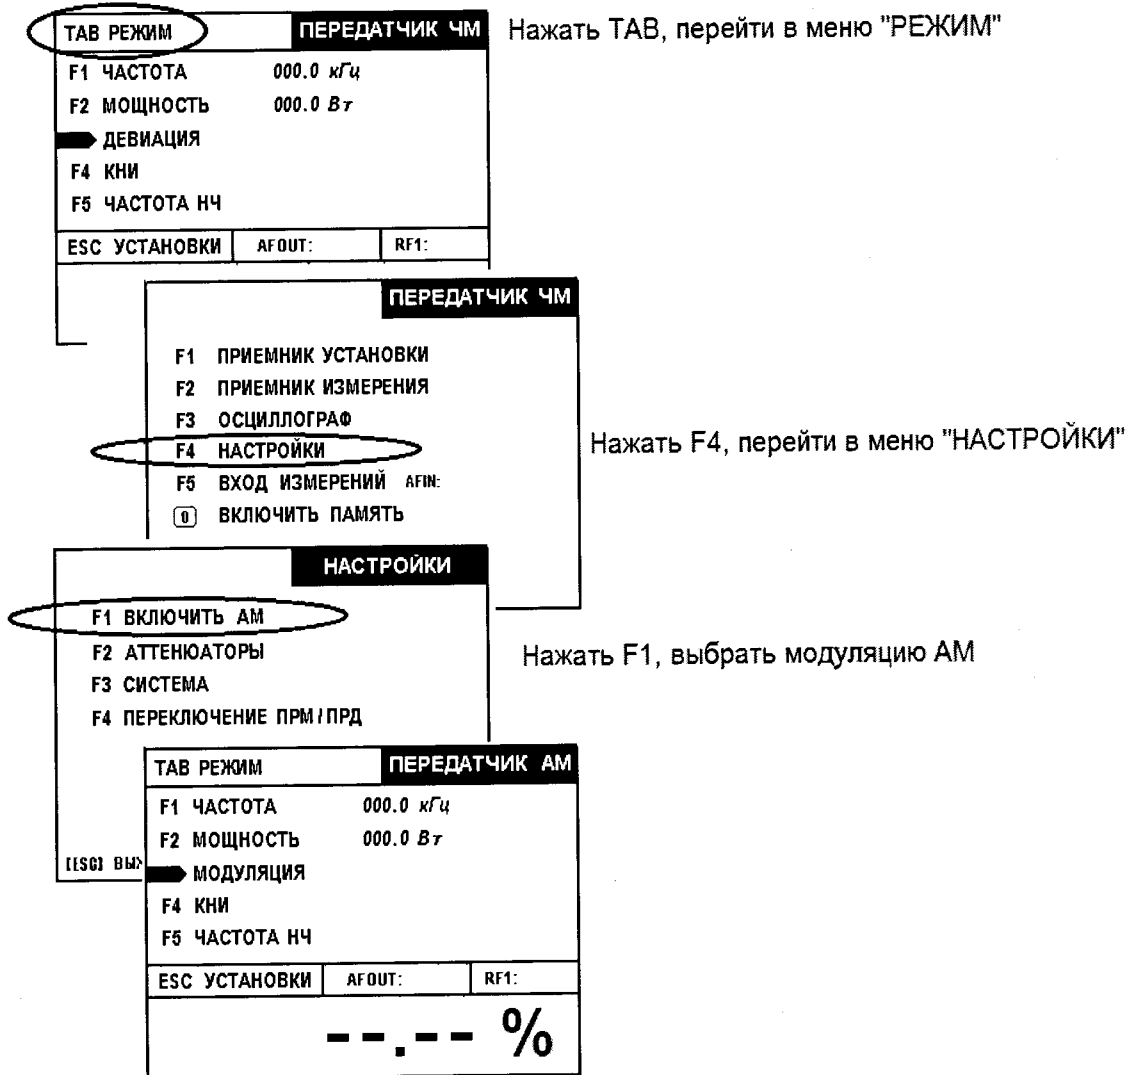 ТАВ РЕЖИМ ПЕРЕДАТЧИК ЧМ
Нажать ТАВ, перейти в меню "РЕЖИМ"
F1 ЧАСТОТА 000.0 кГц
F2 МОЩНОСТЬ 000.0 Вт
ДЕВИАЦИЯ
F4 КНИ
F5 ЧАСТОТА НЧ
ESC УСТАНОВКИ AFOUT: RF1:
ПЕРЕДАТЧИК ЧМ
F1 ПРИЕМНИК УСТАНОВКИ
F2 ПРИЕМНИК ИЗМЕРЕНИЯ
F3 ОСЦИЛЛОГРАФ
F4 НАСТРОЙКИ
Нажать F4, перейти в меню "НАСТРОЙКИ"
F5 ВХОД ИЗМЕРЕНИЙ AFIN:
0 ВКЛЮЧИТЬ ПАМЯТЬ
НАСТРОЙКИ
F1 ВКЛЮЧИТЬ АМ
Нажать F1, выбрать модуляцию АМ
F2 АТТЕНЮАТОРЫ
F3 СИСТЕМА
F4 ПЕРЕКЛЮЧЕНИЕ ПРМ/ПРД
[ESC] ВЫ
ТАВ РЕЖИМ ПЕРЕДАТЧИК АМ
F1 ЧАСТОТА 000.0 кГц
F2 МОЩНОСТЬ 000.0 Вт
МОДУЛЯЦИЯ
F4 КНИ
F5 ЧАСТОТА НЧ
ESC УСТАНОВКИ AFOUT: RF1:
--.-- %